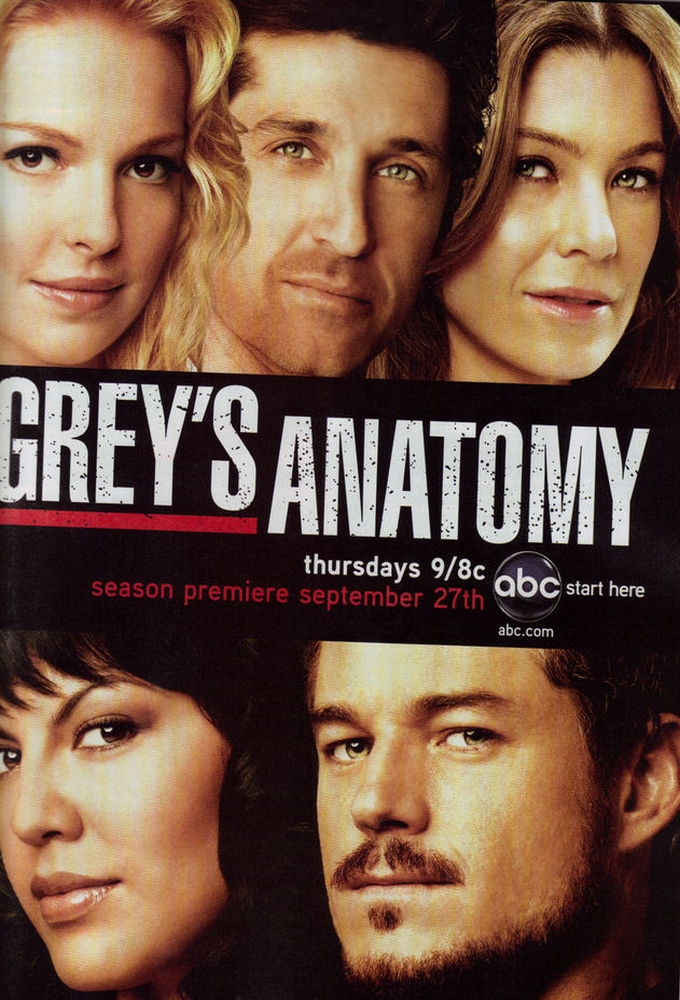 GREY'S ANATOMY
thursdays 9/8c
season premiere september 27th
abc start here
abc.com